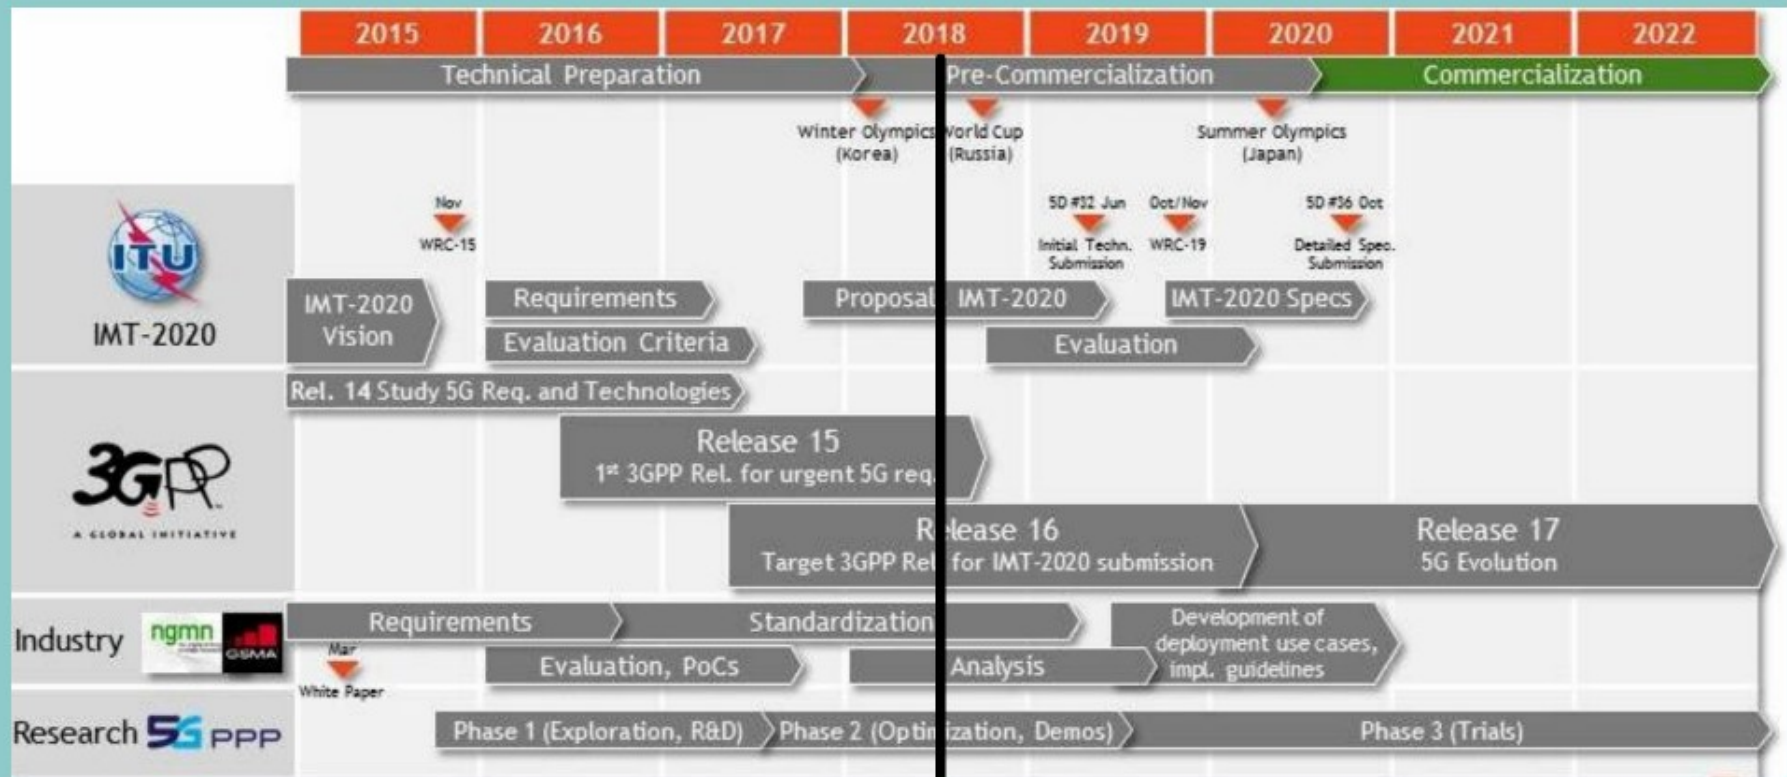 2015 2016 2017 2018 2019 2020 2021 2022
Technical Preparation Pre-Commercialization Commercialization
Winter Olympics World Cup Summer Olympics
(Korea) (Russia) (Japan)
Nov 5D #32 Jun Oct/Nov 5D #36 Oct
WRC-15 Initial Techn. WRC-19 Detailed Spec.
Submission Submission
ITU
IMT-2020
IMT-2020
Vision
Requirements Proposals IMT-2020 IMT-2020 Specs
Evaluation Criteria Evaluation
Rel. 14 Study 5G Req. and Technologies
3GPP
A GLOBAL INITIATIVE
Release 15
1st 3GPP Rel. for urgent 5G req.
Release 16
Target 3GPP Rel. for IMT-2020 submission
Release 17
5G Evolution
Industry ngmn GSMA
Requirements Standardization
Development of
deployment use cases,
impl. guidelines
Mar
White Paper
Evaluation, PoCs Analysis
Research 5G PPP
Phase 1 (Exploration, R&D) Phase 2 (Optimization, Demos) Phase 3 (Trials)